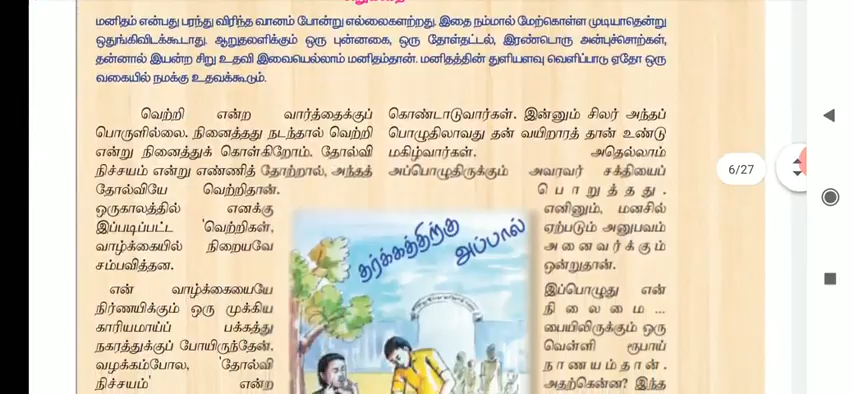 மனிதம் என்பது பரந்து விரிந்த வானம் போன்று எல்லைகளற்றது. இதை நம்மால் மேற்கொள்ள முடியாதென்று
ஒதுங்கிவிடக்கூடாது. ஆறுதலளிக்கும் ஒரு புன்னகை, ஒரு தோள்தட்டல், இரண்டொரு அன்புச்சொற்கள்,
தன்னால் இயன்ற சிறு உதவி இவையெல்லாம் மனிதம்தான். மனிதத்தின் துளியளவு வெளிப்பாடு ஏதோ ஒரு
வகையில் நமக்கு உதவக்கூடும்.
வெற்றி என்ற வார்த்தைக்குப்
பொருளில்லை. நினைத்தது நடந்தால் வெற்றி
என்று நினைத்துக் கொள்கிறோம். தோல்வி
நிச்சயம் என்று எண்ணித் தோற்றால், அந்தத்
தோல்வியே வெற்றிதான்.
ஒருகாலத்தில் எனக்கு
இப்படிப்பட்ட 'வெற்றிகள்,
வாழ்க்கையில் நிறையவே
சம்பவித்தன.
என் வாழ்க்கையையே
நிர்ணயிக்கும் ஒரு முக்கிய
காரியமாய்ப் பக்கத்து
நகரத்துக்குப் போயிருந்தேன்.
வழக்கம்போல, 'தோல்வி
நிச்சயம்' என்ற
தர்க்கத்திற்கு
அப்பால்
கொண்டாடுவார்கள். இன்னும் சிலர் அந்தப்
பொழுதிலாவது தன் வயிறாரத் தான் உண்டு
மகிழ்வார்கள். அதெல்லாம்
அப்பொழுதிருக்கும் அவரவர் சக்தியைப்
பொறுத்தது.
எனினும், மனசில்
ஏற்படும் அனுபவம்
அனைவர்க்கும்
ஒன்றுதான்.
இப்பொழுது என்
நிலைமை...
பையிலிருக்கும் ஒரு
வெள்ளி ரூபாய்
நாணயம்தான்.
அதற்கென்ன? இந்த
6/27